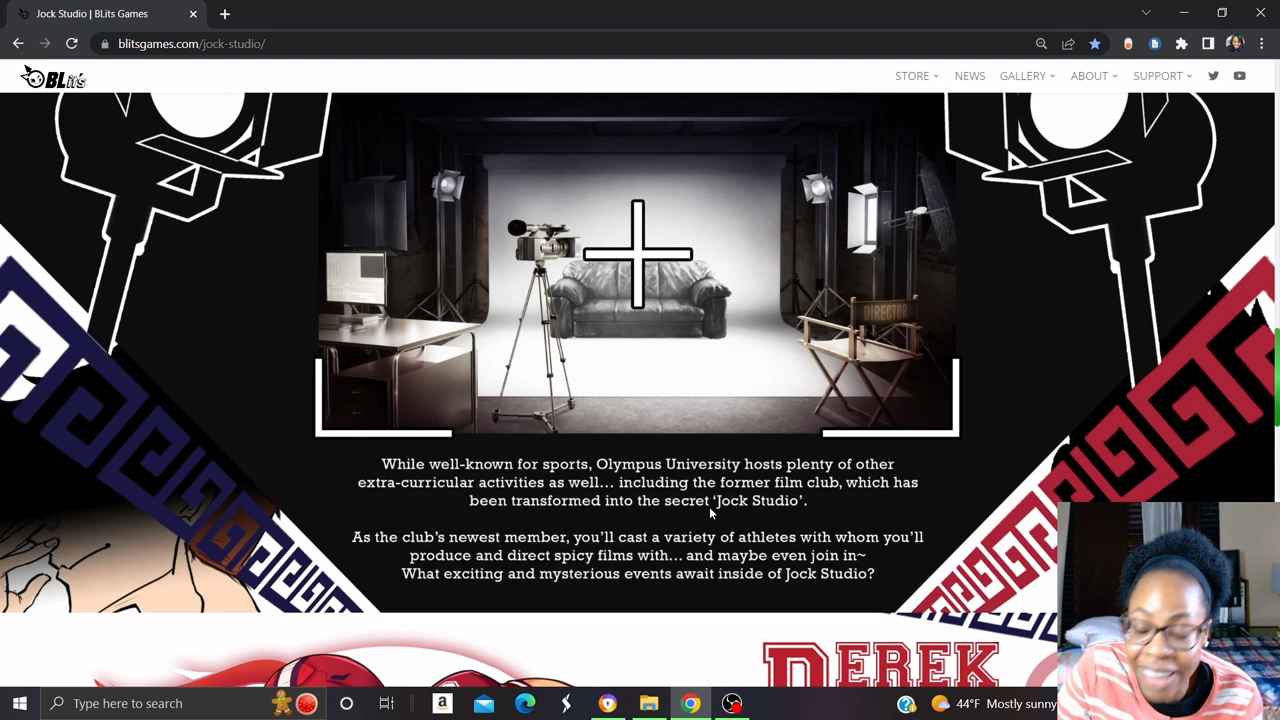 Jock Studio | BLits Games
blitsgames.com/jock-studio/
BLits
STORE NEWS GALLERY ABOUT SUPPORT
DIRECTOR
While well-known for sports, Olympus University hosts plenty of other
extra-curricular activities as well... including the former film club, which has
been transformed into the secret ‘Jock Studio’.
As the club’s newest member, you’ll cast a variety of athletes with whom you’ll
produce and direct spicy films with... and maybe even join in~
What exciting and mysterious events await inside of Jock Studio?
DEREK
Type here to search
44°F Mostly sunny